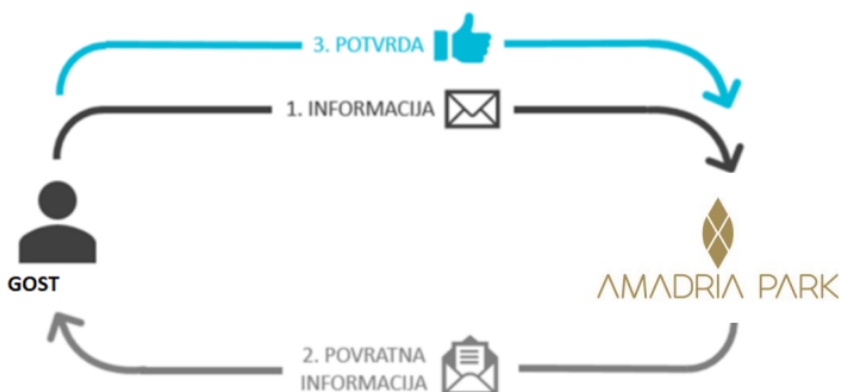 3. POTVRDA
1. INFORMACIJA
GOST
AMADRIA PARK
2. POVRATNA
INFORMACIJA